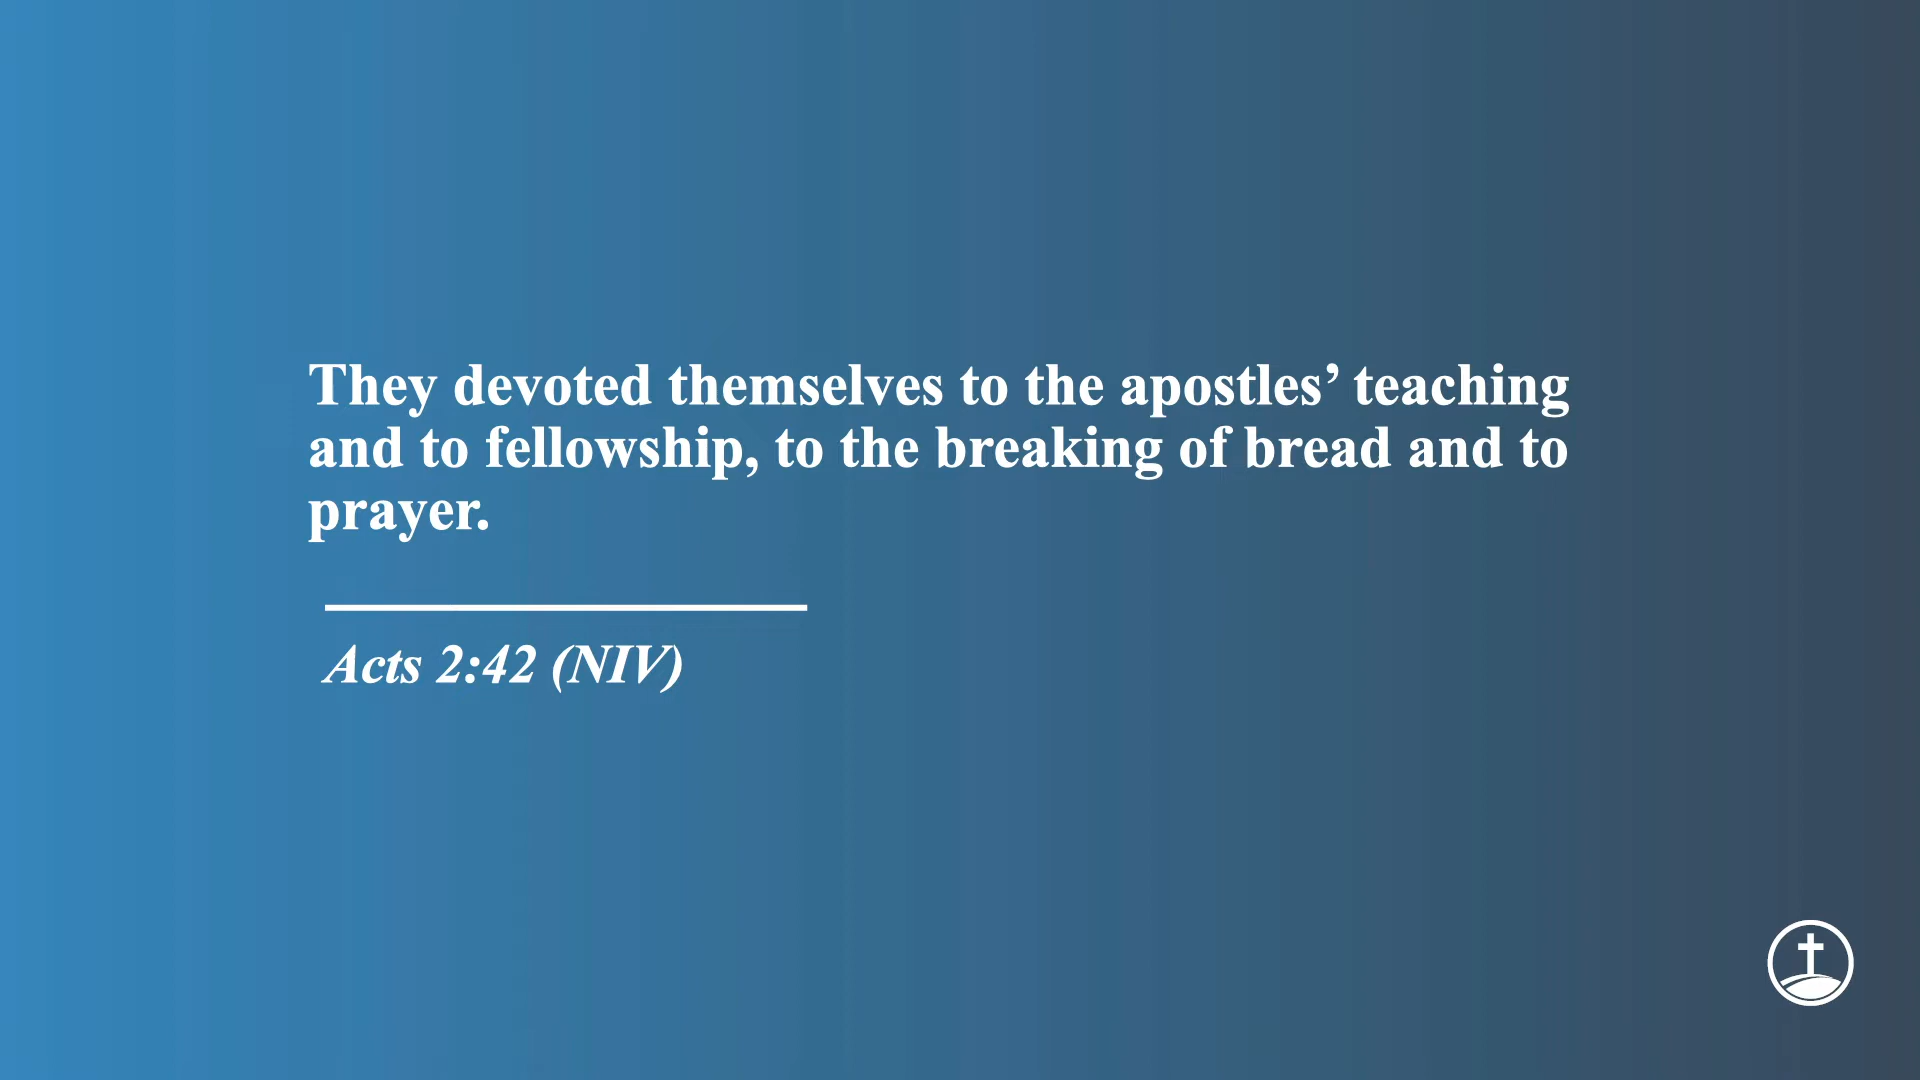 They devoted themselves to the apostles’ teaching
and to fellowship, to the breaking of bread and to
prayer.
Acts 2:42 (NIV)